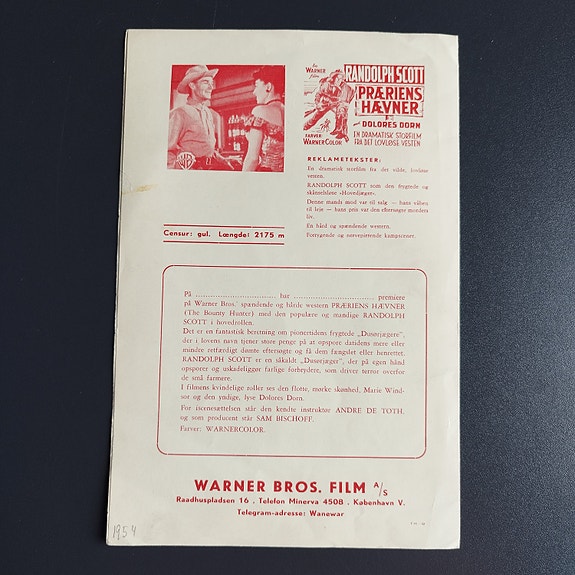 En
WARNER
film
RANDOLPH SCOTT
PRÆRIENS
HÆVNER
DOLORES DORN
FARVER:
WARNERCOLOR
EN DRAMATISK STORFILM
FRA DET LOVLØSE VESTEN
WB
REKLAMETEKSTER:
En dramatisk storfilm fra det vilde, lovløse
vesten.
RANDOLPH SCOTT som den frygtede og
skånselsløse »Hovedjæger«.
Denne mands mod var til salg — hans våben
til leje — hans pris var den eftersøgte morders
liv.
En hård og spændende western.
Forrygende og nervepirrende kampscener.
Censur: gul. Længde: 2175 m
På .............................. har .............................. premiere
på Warner Bros. spændende og hårde western PRÆRIENS HÆVNER
(The Bounty Hunter) med den populære og mandige RANDOLPH
SCOTT i hovedrollen.
Det er en fantastisk beretning om pionertidens frygtede „Dusørjægere",
der i lovens navn tjener store penge på at opspore datidens mere eller
mindre retfærdigt dømte eftersøgte og få dem fængslet eller henrettet.
RANDOLPH SCOTT er en såkaldt „Dusørjæger", der på egen hånd
opsporer og uskadeliggør farlige forbrydere, som driver terror overfor
de små farmere.
I filmens kvindelige roller ses den flotte, mørke skønhed, Marie Wind-
sor og den yndige, lyse Dolores Dorn.
For iscenesættelsen står den kendte instruktør ANDRE DE TOTH,
og som producent står SAM BISCHOFF.
Farver: WARNERCOLOR.
WARNER BROS. FILM A/S
Raadhuspladsen 16 . Telefon Minerva 4508 . København V.
Telegram-adresse: Wanewar
1954